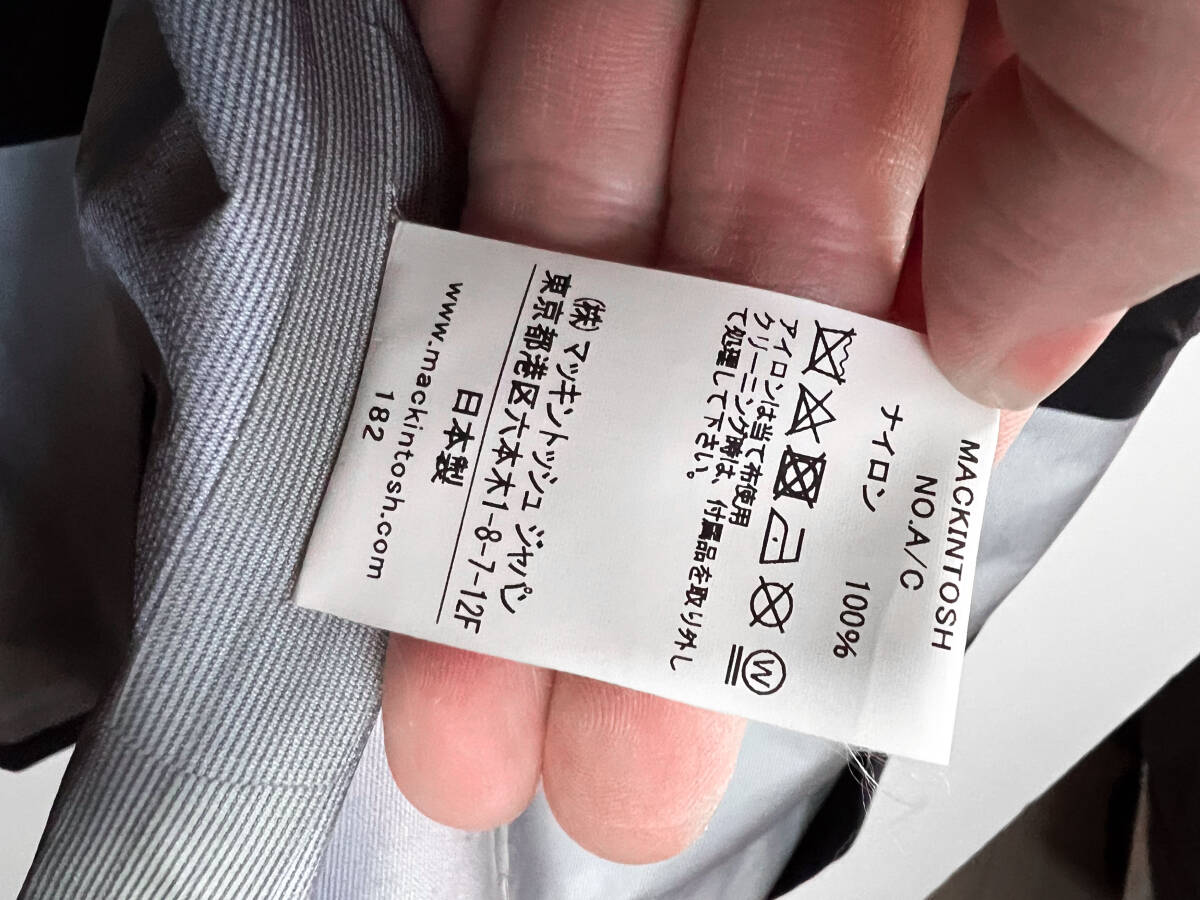 MACKINTOSH
NO.A/C
ナイロン 100%
W
アイロンは当て布使用
クリーニング時は、付属品を取り外し
て処理して下さい。
(株)マッキントッシュ ジャパン
東京都港区六本木1-8-7-12F
日本製
www.mackintosh.com
182